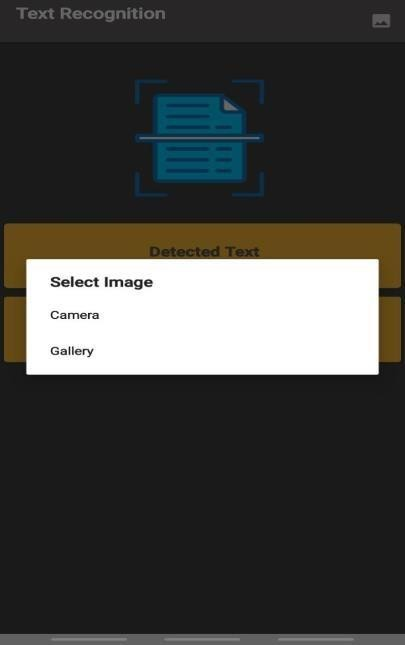 Text Recognition
Detected Text
Select Image
Camera
Gallery